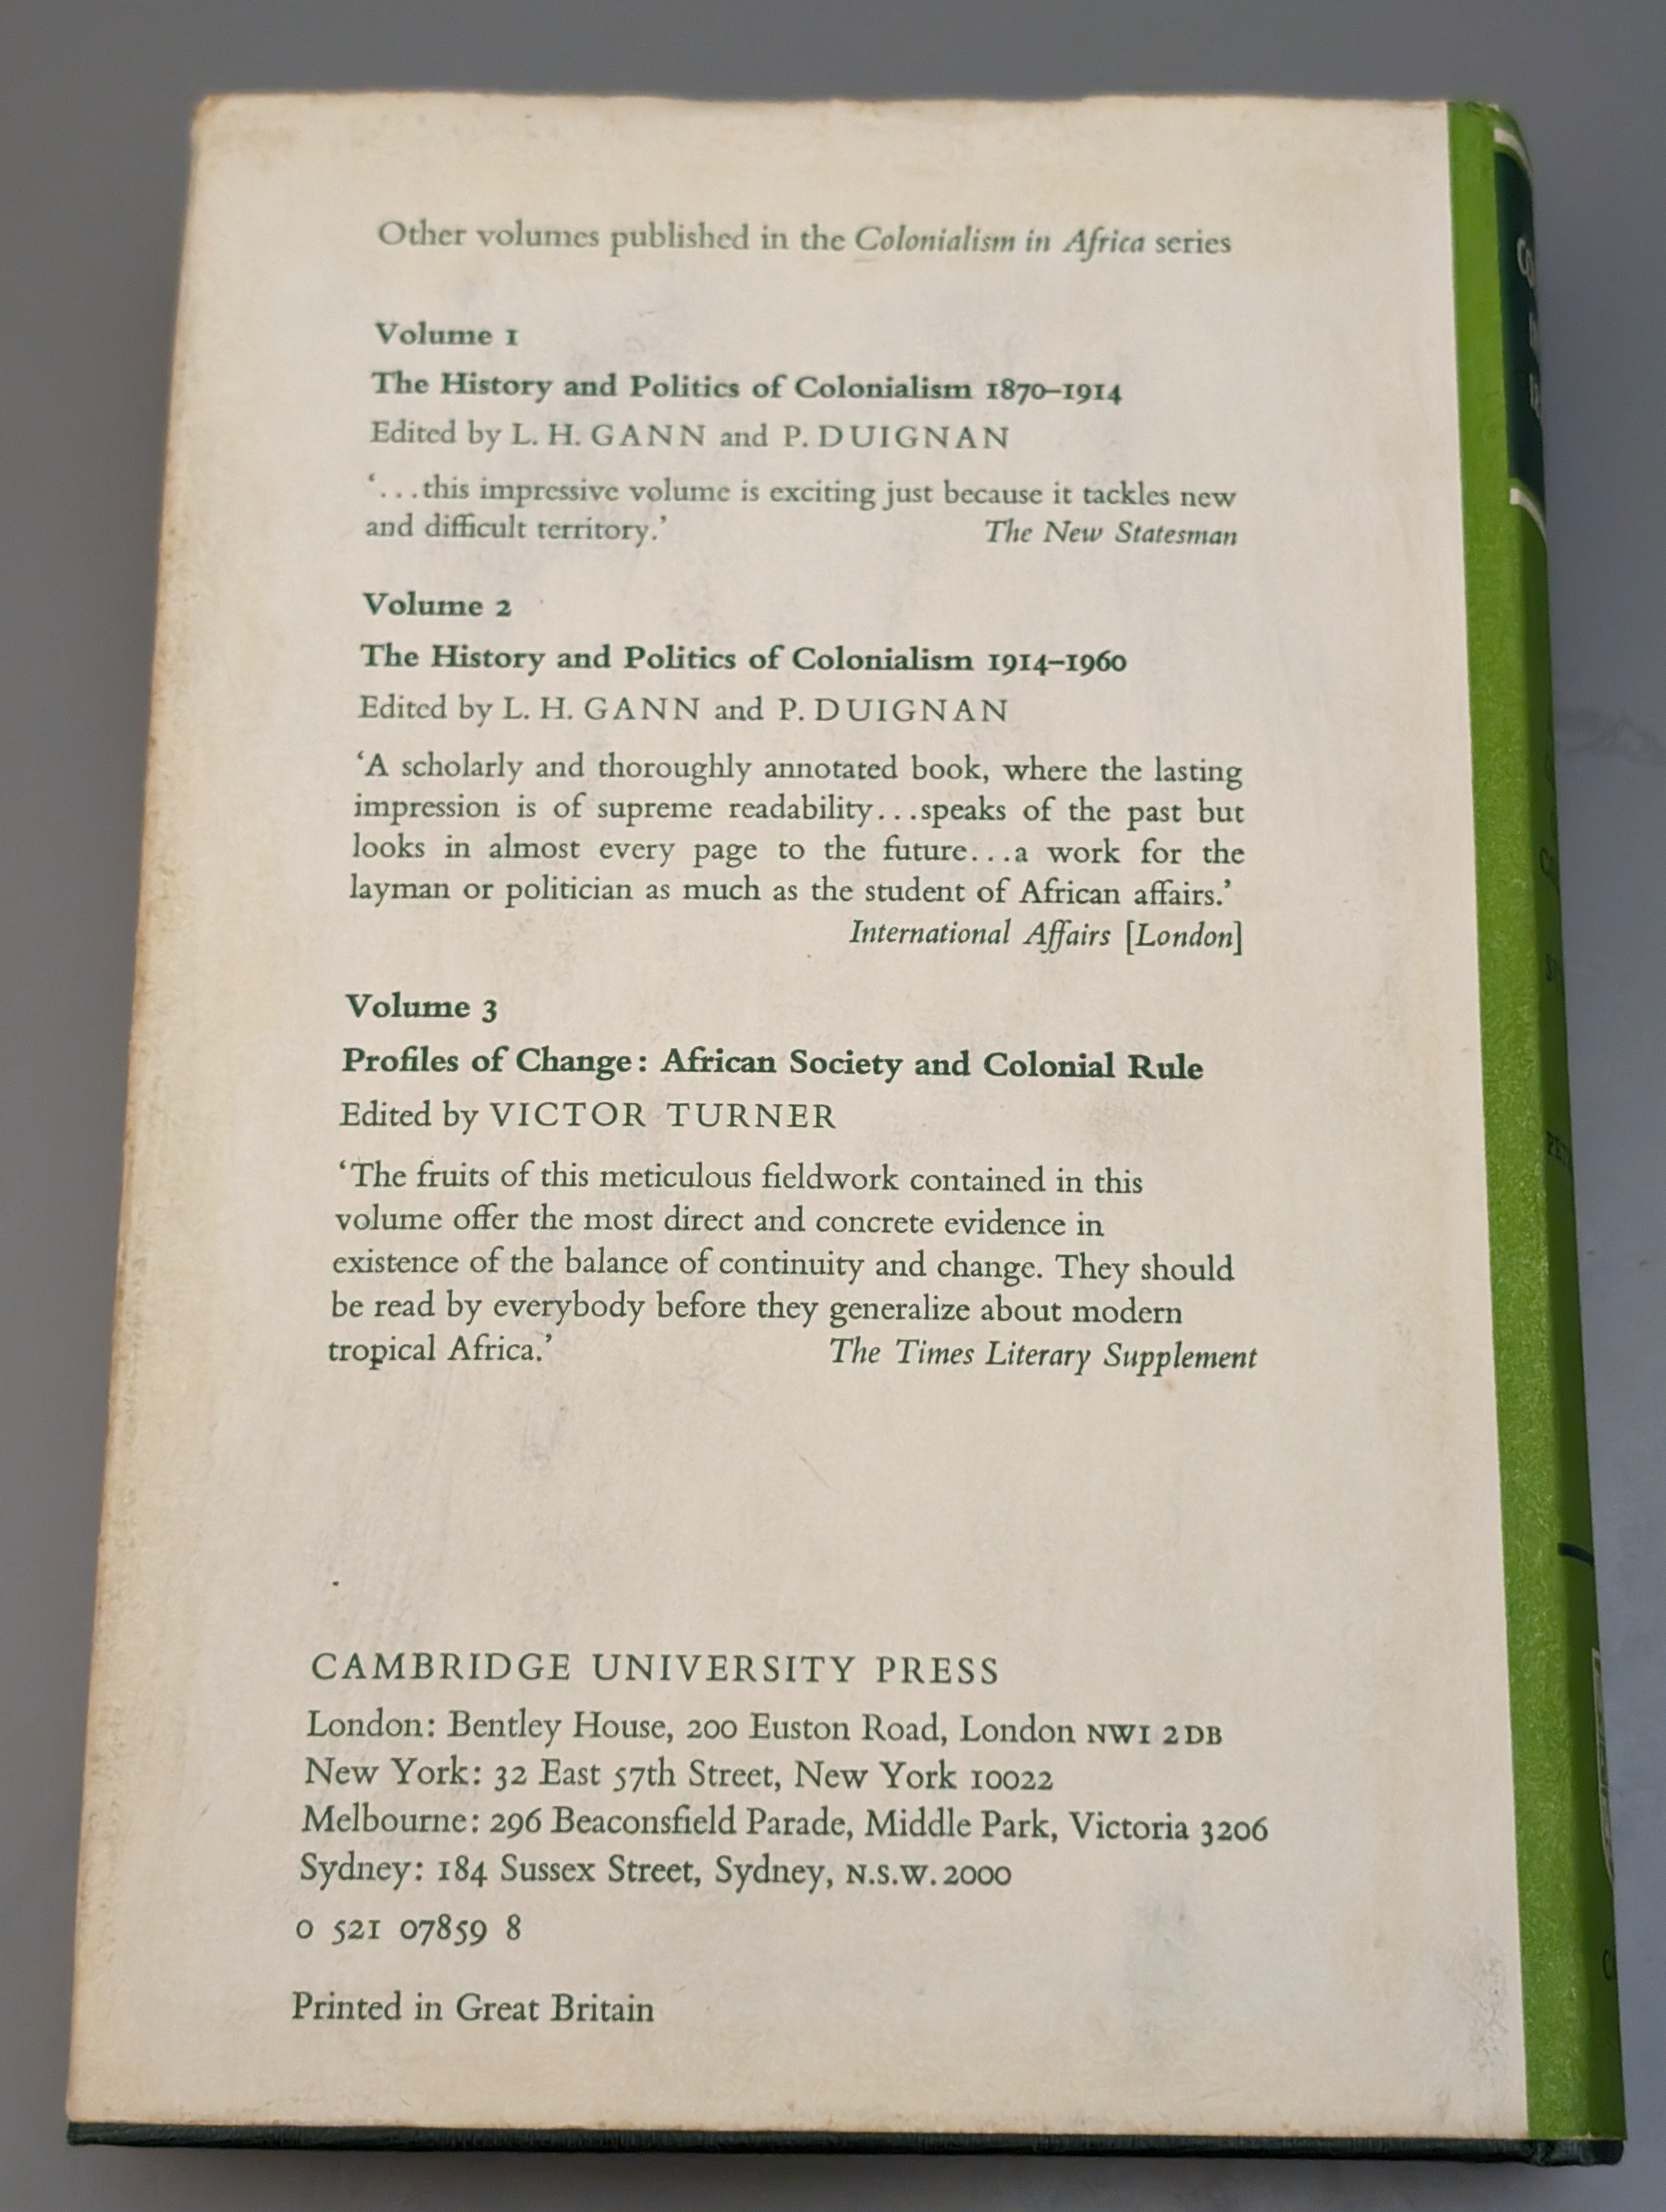 Other volumes published in the Colonialism in Africa series
Volume 1
The History and Politics of Colonialism 1870–1914
Edited by L. H. GANN and P. DUIGNAN
‘...this impressive volume is exciting just because it tackles new
and difficult territory.’ The New Statesman
Volume 2
The History and Politics of Colonialism 1914–1960
Edited by L. H. GANN and P. DUIGNAN
‘A scholarly and thoroughly annotated book, where the lasting
impression is of supreme readability...speaks of the past but
looks in almost every page to the future...a work for the
layman or politician as much as the student of African affairs.’
International Affairs [London]
Volume 3
Profiles of Change: African Society and Colonial Rule
Edited by VICTOR TURNER
‘The fruits of this meticulous fieldwork contained in this
volume offer the most direct and concrete evidence in
existence of the balance of continuity and change. They should
be read by everybody before they generalize about modern
tropical Africa.’ The Times Literary Supplement
CAMBRIDGE UNIVERSITY PRESS
London: Bentley House, 200 Euston Road, London NW1 2DB
New York: 32 East 57th Street, New York 10022
Melbourne: 296 Beaconsfield Parade, Middle Park, Victoria 3206
Sydney: 184 Sussex Street, Sydney, N.S.W. 2000
0 521 07859 8
Printed in Great Britain